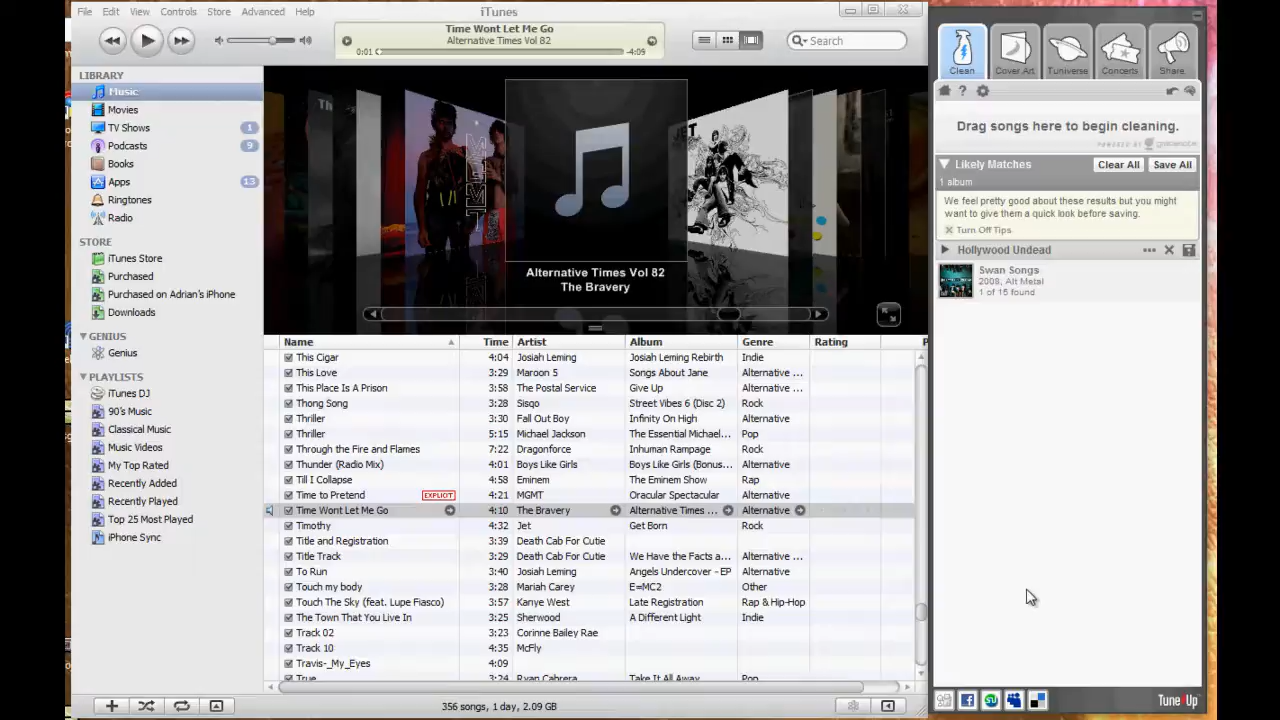 File Edit View Controls Store Advanced Help
iTunes
Time Wont Let Me Go
Alternative Times Vol 82
0:01 -4:09
Search
LIBRARY
Music
Movies
TV Shows 1
Podcasts 9
Books
Apps 13
Ringtones
Radio
STORE
iTunes Store
Purchased
Purchased on Adrian's iPhone
Downloads
GENIUS
Genius
PLAYLISTS
iTunes DJ
90's Music
Classical Music
Music Videos
My Top Rated
Recently Added
Recently Played
Top 25 Most Played
iPhone Sync
JET
Alternative Times Vol 82
The Bravery
Name Time Artist Album Genre Rating
This Cigar 4:04 Josiah Leming Josiah Leming Rebirth Indie
This Love 3:29 Maroon 5 Songs About Jane Alternative ...
This Place Is A Prison 3:58 The Postal Service Give Up Alternative ...
Thong Song 3:28 Sisqo Street Vibes 6 (Disc 2) Rock
Thriller 3:30 Fall Out Boy Infinity On High Alternative
Thriller 5:15 Michael Jackson The Essential Michael... Pop
Through the Fire and Flames 7:22 Dragonforce Inhuman Rampage Rock
Thunder (Radio Mix) 4:01 Boys Like Girls Boys Like Girls (Bonus... Alternative
Till I Collapse 4:58 Eminem The Eminem Show Rap
Time to Pretend EXPLICIT 4:21 MGMT Oracular Spectacular Alternative
Time Wont Let Me Go 4:10 The Bravery Alternative Times ... Alternative
Timothy 4:32 Jet Get Born Rock
Title and Registration 3:39 Death Cab For Cutie
Title Track 3:29 Death Cab For Cutie We Have the Facts a... Alternative ...
To Run 3:40 Josiah Leming Angels Undercover - EP Alternative
Touch my body 3:28 Mariah Carey E=MC2 Other
Touch The Sky (feat. Lupe Fiasco) 3:57 Kanye West Late Registration Rap & Hip-Hop
The Town That You Live In 3:25 Sherwood A Different Light Indie
Track 02 3:23 Corinne Bailey Rae
Track 10 4:35 McFly
Travis-_My_Eyes 4:09
True 3:24 Ryan Cabrera Take It All Away Pop
356 songs, 1 day, 2.09 GB
Clean Cover Art Tuniverse Concerts Share
Drag songs here to begin cleaning.
POWERED BY gracenote
Likely Matches Clear All Save All
1 album
We feel pretty good about these results but you might
want to give them a quick look before saving.
Turn Off Tips
Hollywood Undead
Swan Songs
2008, Alt Metal
1 of 15 found
TuneUp